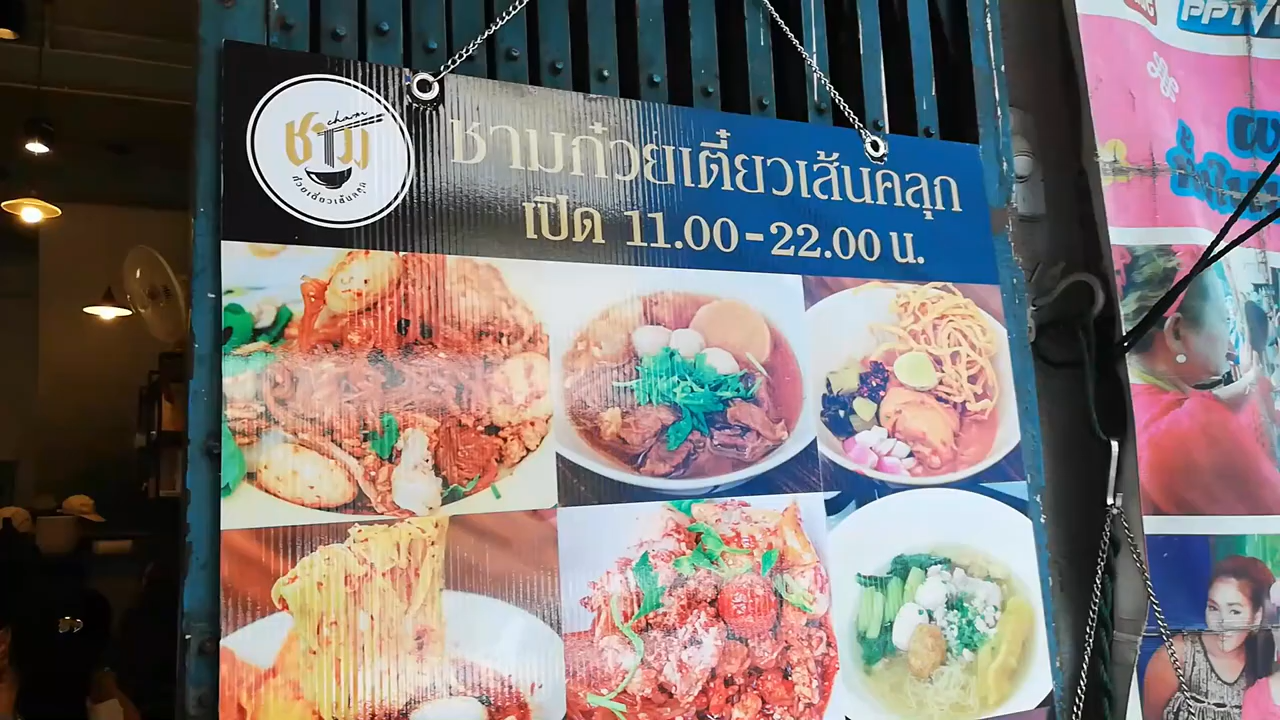 cham
ชาม
ก๋วยเตี๋ยวเส้นคลุก
ชามก๋วยเตี๋ยวเส้นคลุก
เปิด 11.00-22.00 น.
PPTV